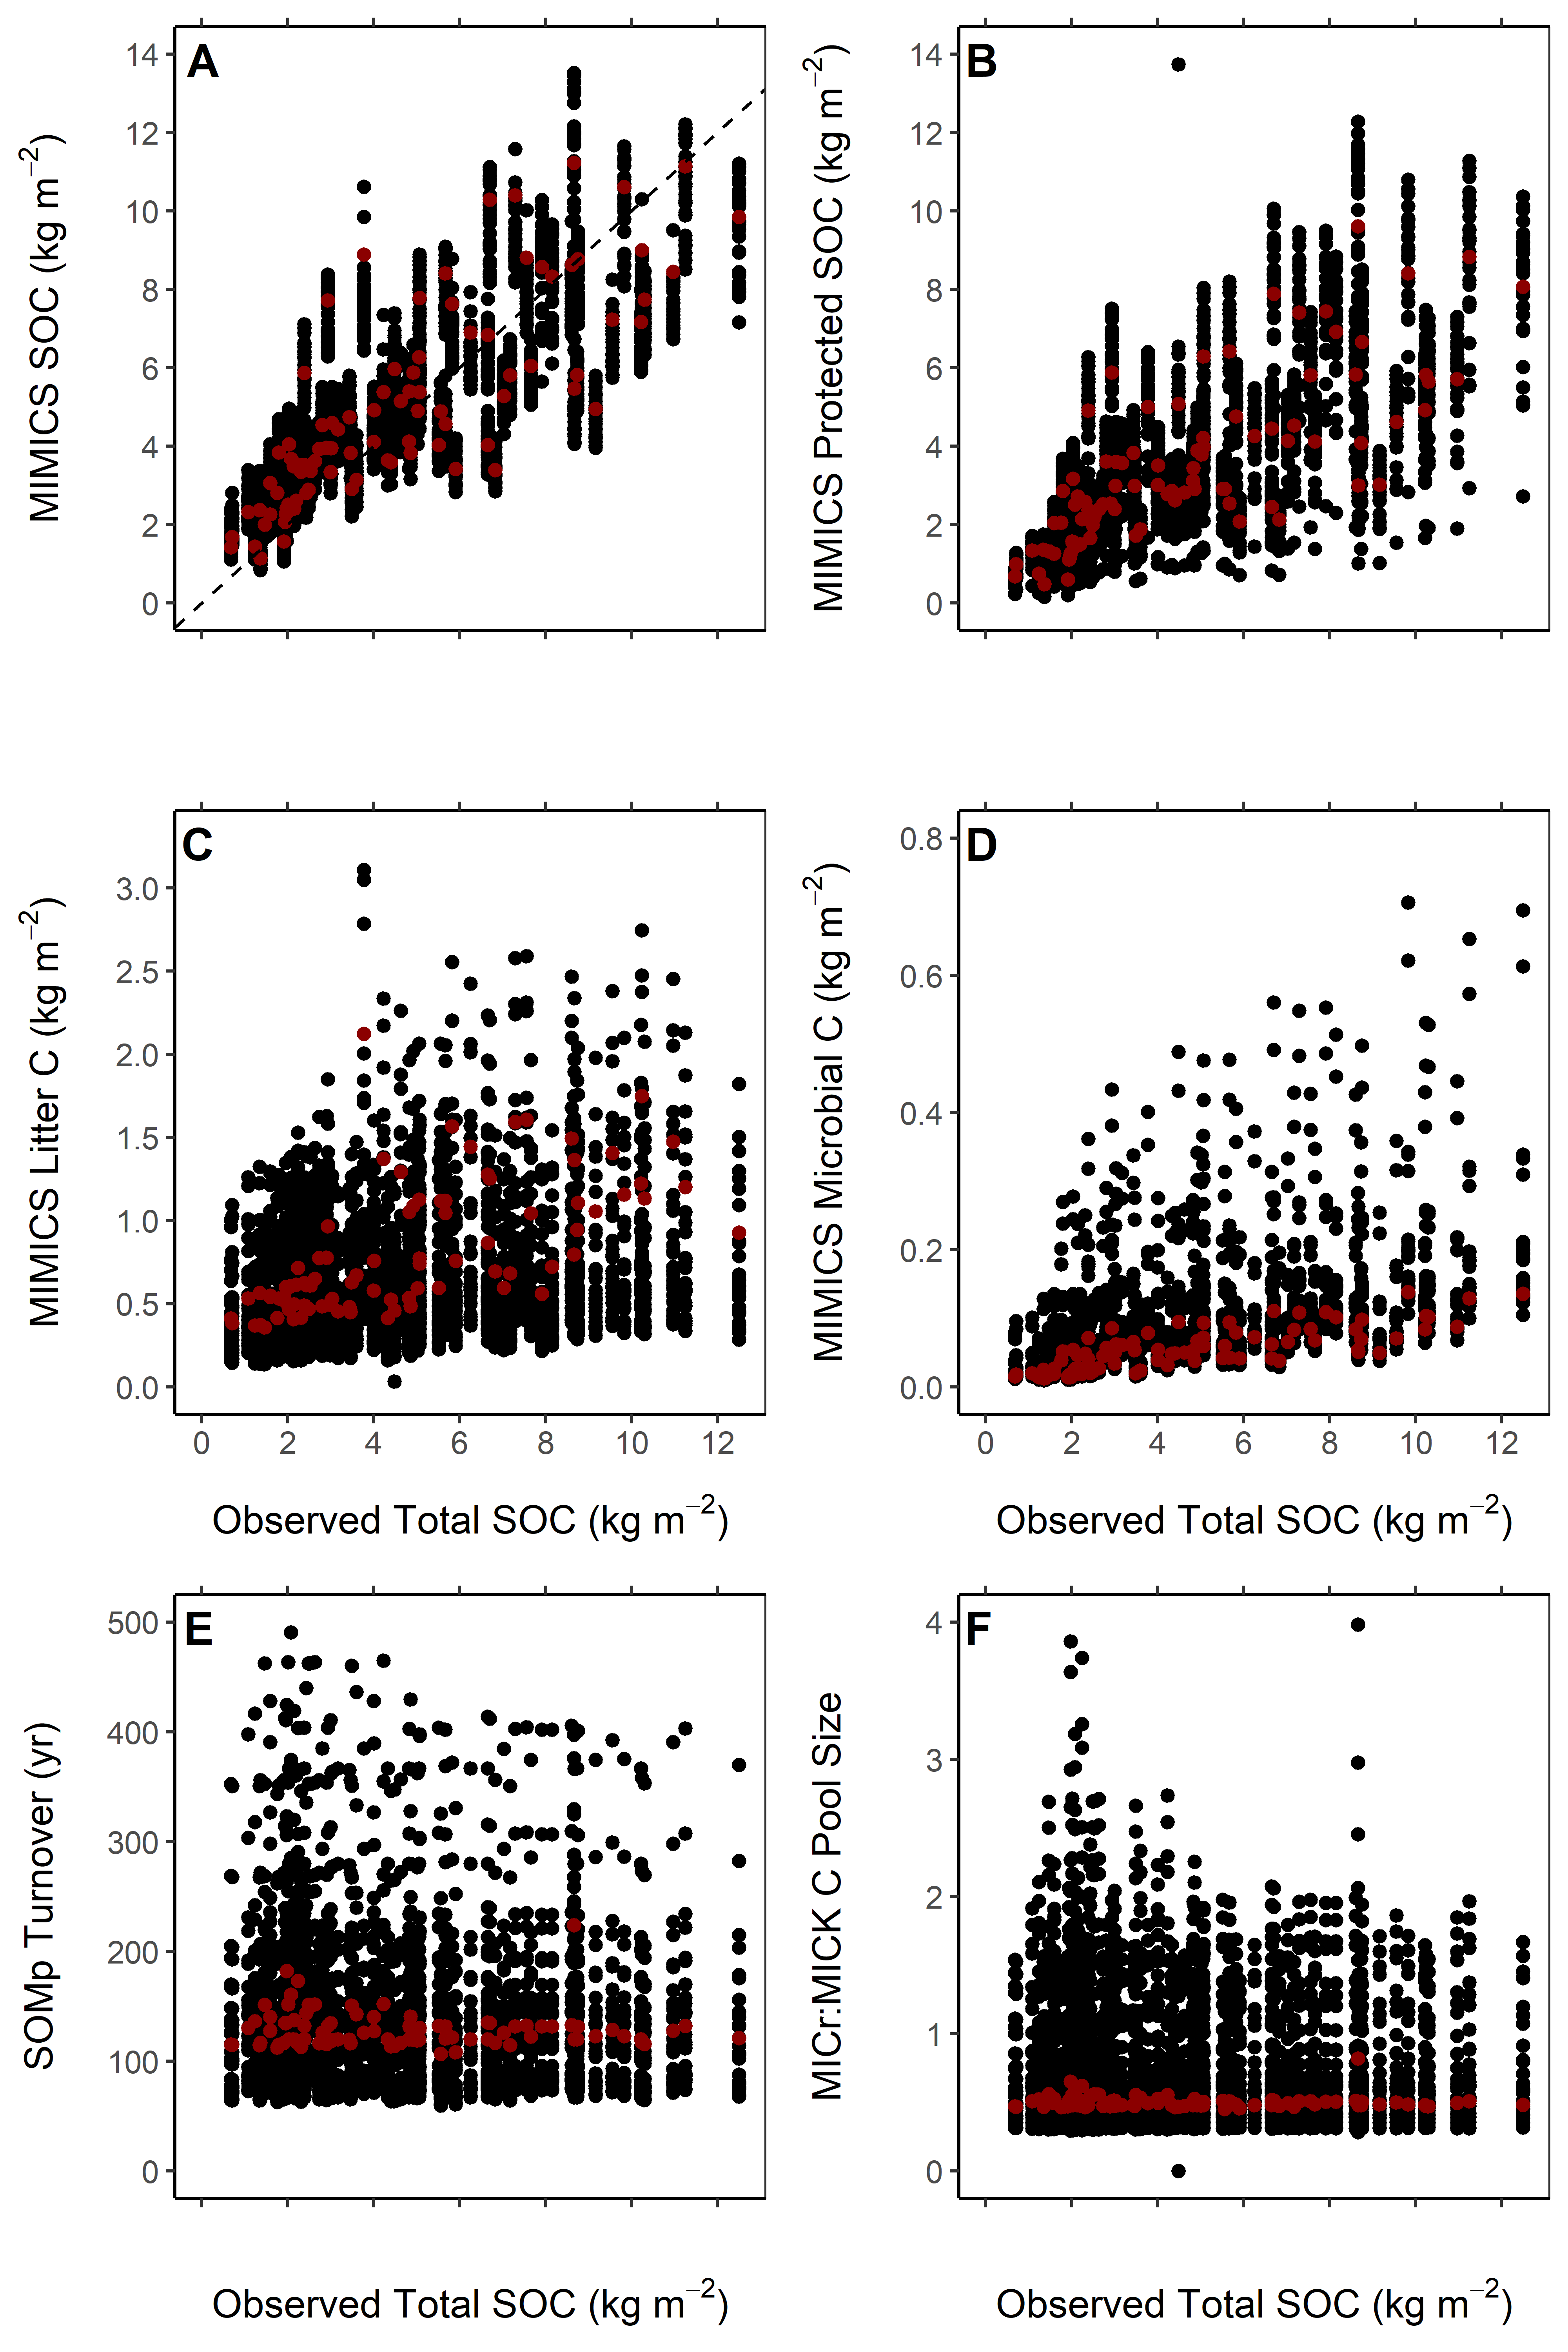 A
MIMICS SOC (kg m⁻²)
14
12
10
8
6
4
2
0
B
MIMICS Protected SOC (kg m⁻²)
14
12
10
8
6
4
2
0
C
MIMICS Litter C (kg m⁻²)
3.0
2.5
2.0
1.5
1.0
0.5
0.0
0 2 4 6 8 10 12
Observed Total SOC (kg m⁻²)
D
MIMICS Microbial C (kg m⁻²)
0.8
0.6
0.4
0.2
0.0
0 2 4 6 8 10 12
Observed Total SOC (kg m⁻²)
E
SOMp Turnover (yr)
500
400
300
200
100
0
Observed Total SOC (kg m⁻²)
F
MICr:MICK C Pool Size
4
3
2
1
0
Observed Total SOC (kg m⁻²)